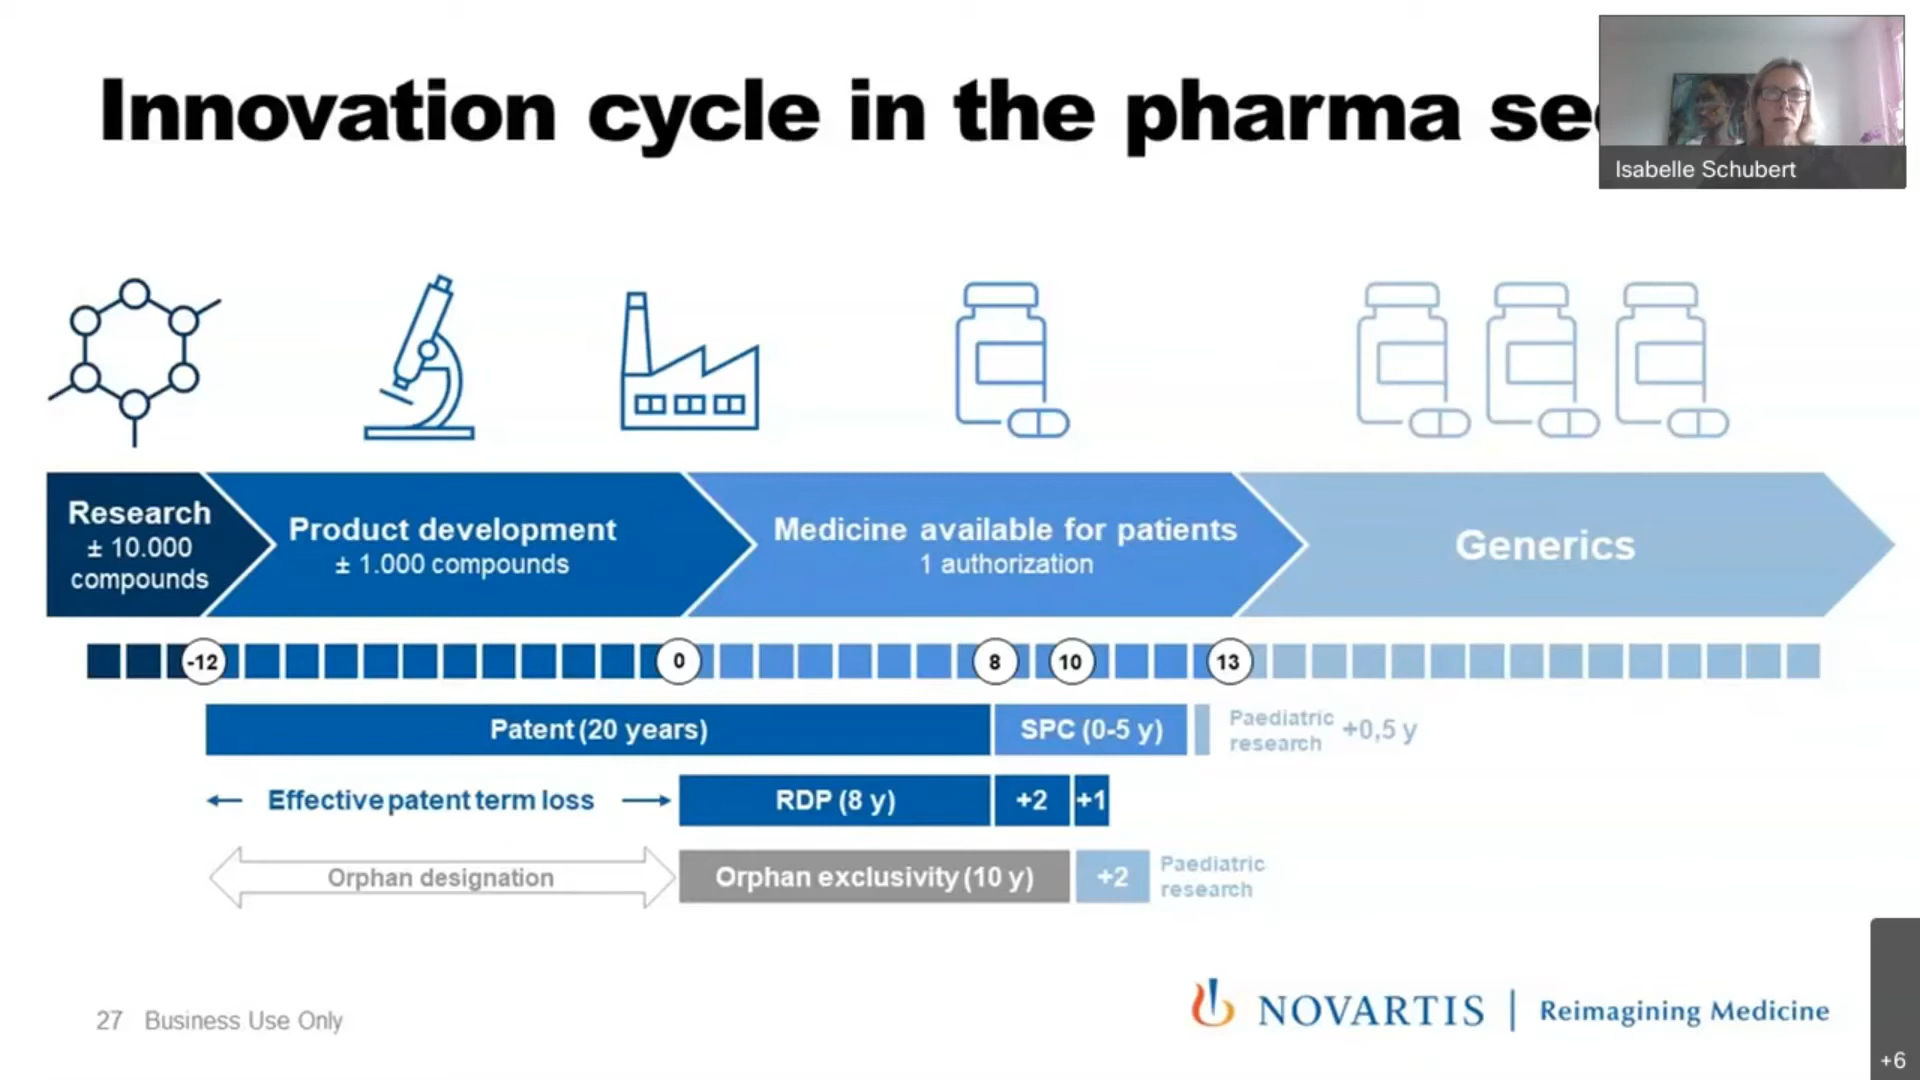 Innovation cycle in the pharma se
Isabelle Schubert
Research
± 10.000
compounds
Product development
± 1.000 compounds
Medicine available for patients
1 authorization
Generics
-12
0
8
10
13
Patent (20 years)
SPC (0-5 y)
Paediatric
research
+0,5 y
Effective patent term loss
RDP (8 y)
+2
+1
Orphan designation
Orphan exclusivity (10 y)
+2
Paediatric
research
27 Business Use Only
NOVARTIS | Reimagining Medicine
+6